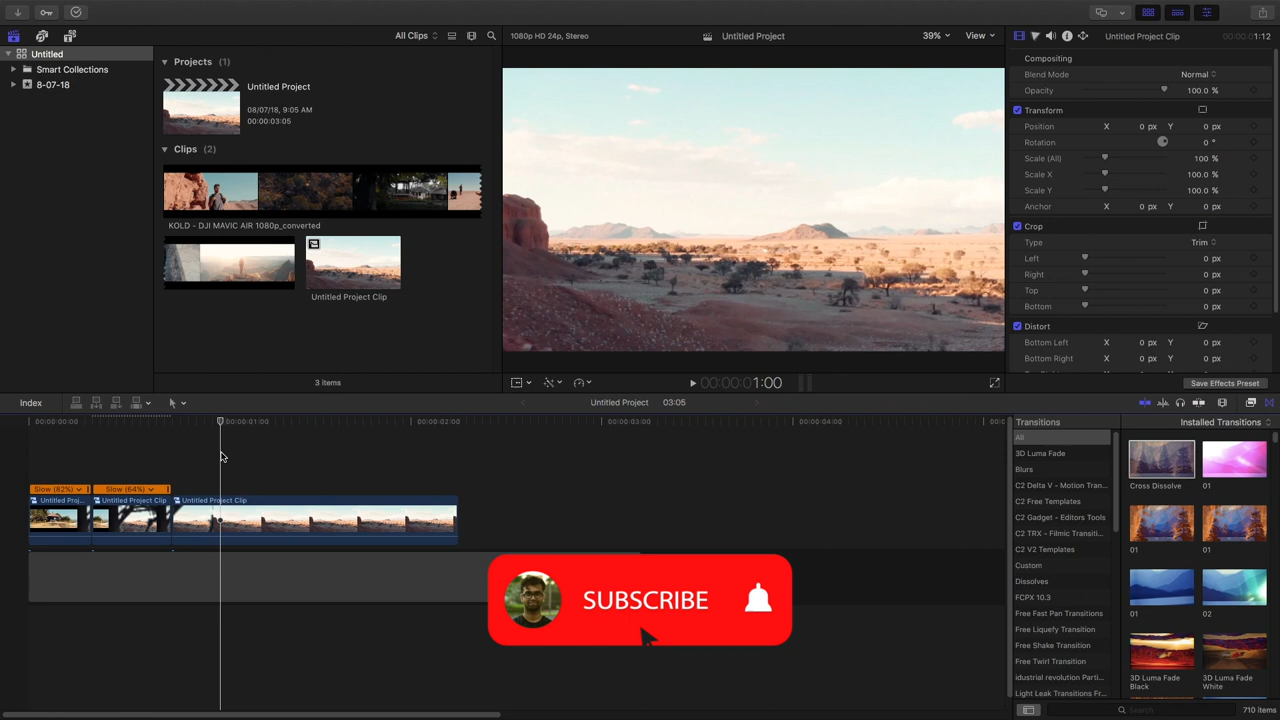 All Clips
1080p HD 24p, Stereo
Untitled Project
39%
View
Untitled Project Clip
00:00:01:12
Untitled
Smart Collections
8-07-18
Projects (1)
Untitled Project
08/07/18, 9:05 AM
00:00:03:05
Clips (2)
KOLD - DJI MAVIC AIR 1080p_converted
Untitled Project Clip
3 items
00:00:00:01:00
Compositing
Blend Mode Normal
Opacity 100.0 %
Transform
Position X 0 px Y 0 px
Rotation 0 °
Scale (All) 100 %
Scale X 100.0 %
Scale Y 100.0 %
Anchor X 0 px Y 0 px
Crop
Type Trim
Left 0 px
Right 0 px
Top 0 px
Bottom 0 px
Distort
Bottom Left X 0 px Y 0 px
Bottom Right X 0 px Y 0 px
Save Effects Preset
Index
Untitled Project 03:05
00:00:00:00
00:00:01:00
00:00:02:00
00:00:03:00
00:00:04:00
Slow (82%)
Slow (64%)
Untitled Proj...
Untitled Project Clip
Untitled Project Clip
SUBSCRIBE
Transitions
Installed Transitions
All
3D Luma Fade
Blurs
C2 Delta V - Motion Tran...
C2 Free Templates
C2 Gadget - Editors Tools
C2 TRX - Filmic Transiti...
C2 V2 Templates
Custom
Dissolves
FCPX 10.3
Free Fast Pan Transitions
Free Liquefy Transition
Free Shake Transition
Free Twirl Transition
idustrial revolution Parti...
Light Leak Transitions Fr...
Cross Dissolve
01
01
01
02
02
3D Luma Fade Black
3D Luma Fade White
Search
710 items